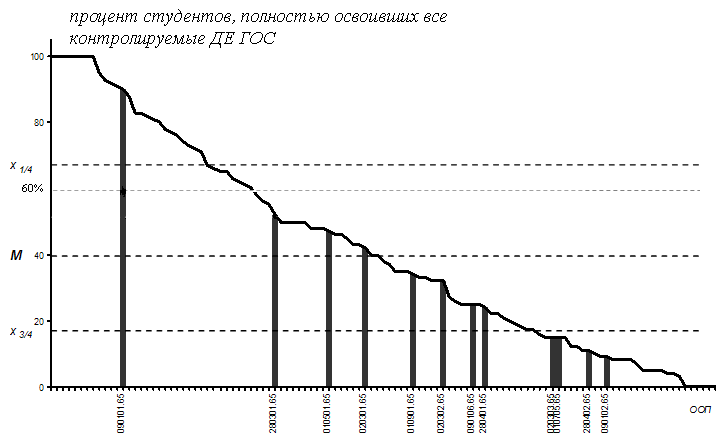 процент студентов, полностью освоивших все
контролируемые ДЕ ГОС
100
80
x 1/4
60%
M
40
20
x 3/4
0
090101.65
280301.65
010501.65
020301.65
010901.65
020302.65
090106.65
280401.65
280402.65
090102.65
ООП